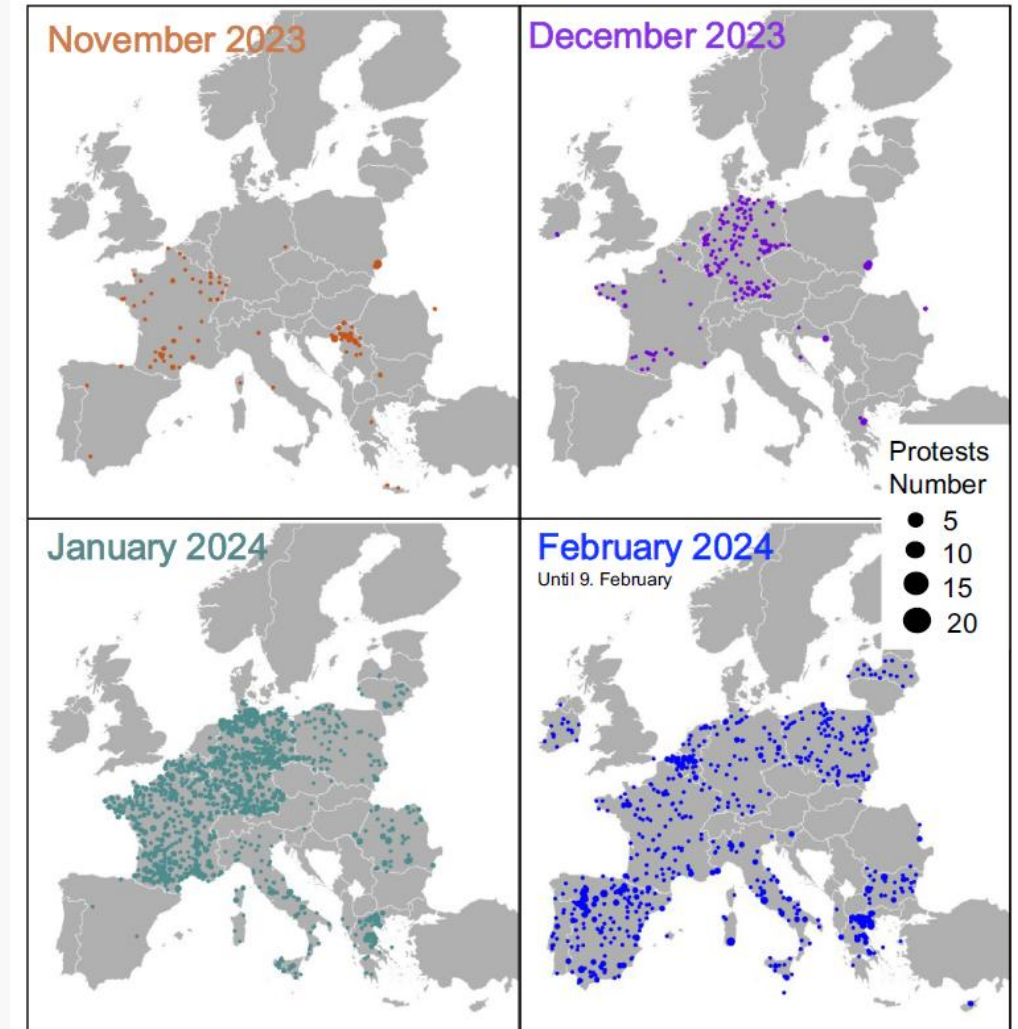 November 2023
December 2023
Protests
Number
5
10
15
20
January 2024
February 2024
Until 9. February